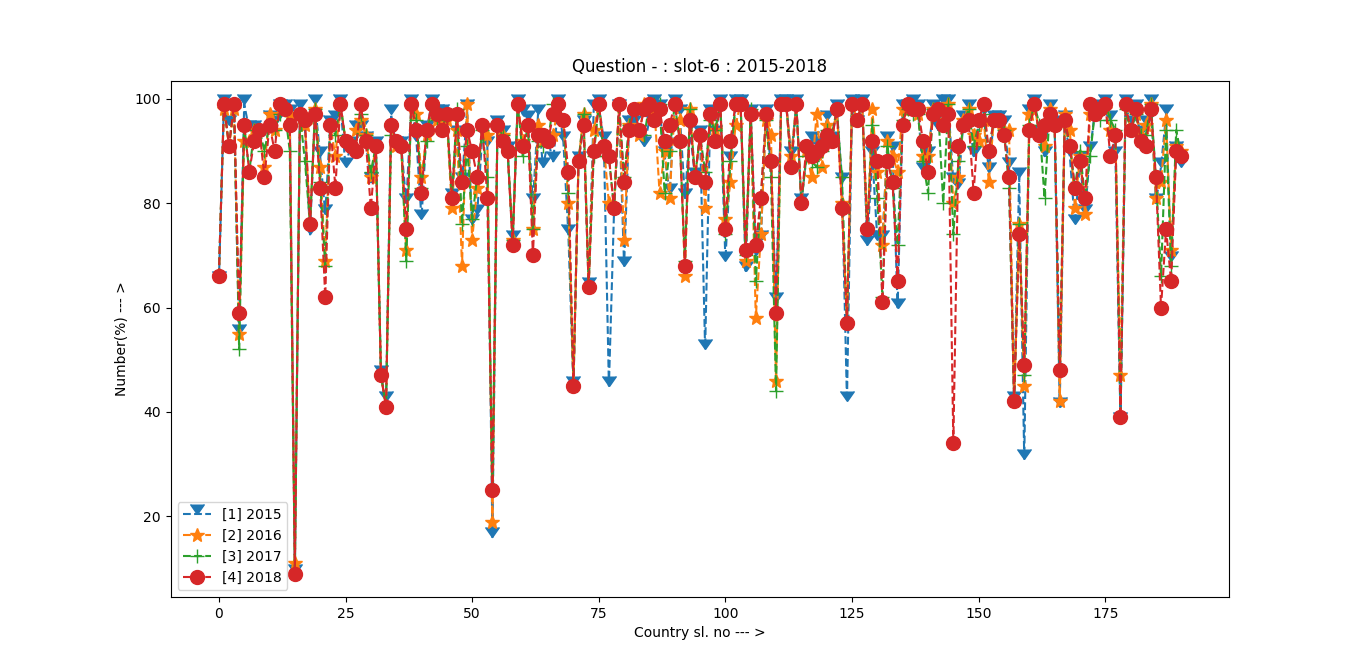 Question - : slot-6 : 2015-2018
Number(%) --- >
100
80
60
40
20
[1] 2015
[2] 2016
[3] 2017
[4] 2018
0 25 50 75 100 125 150 175
Country sl. no --- >